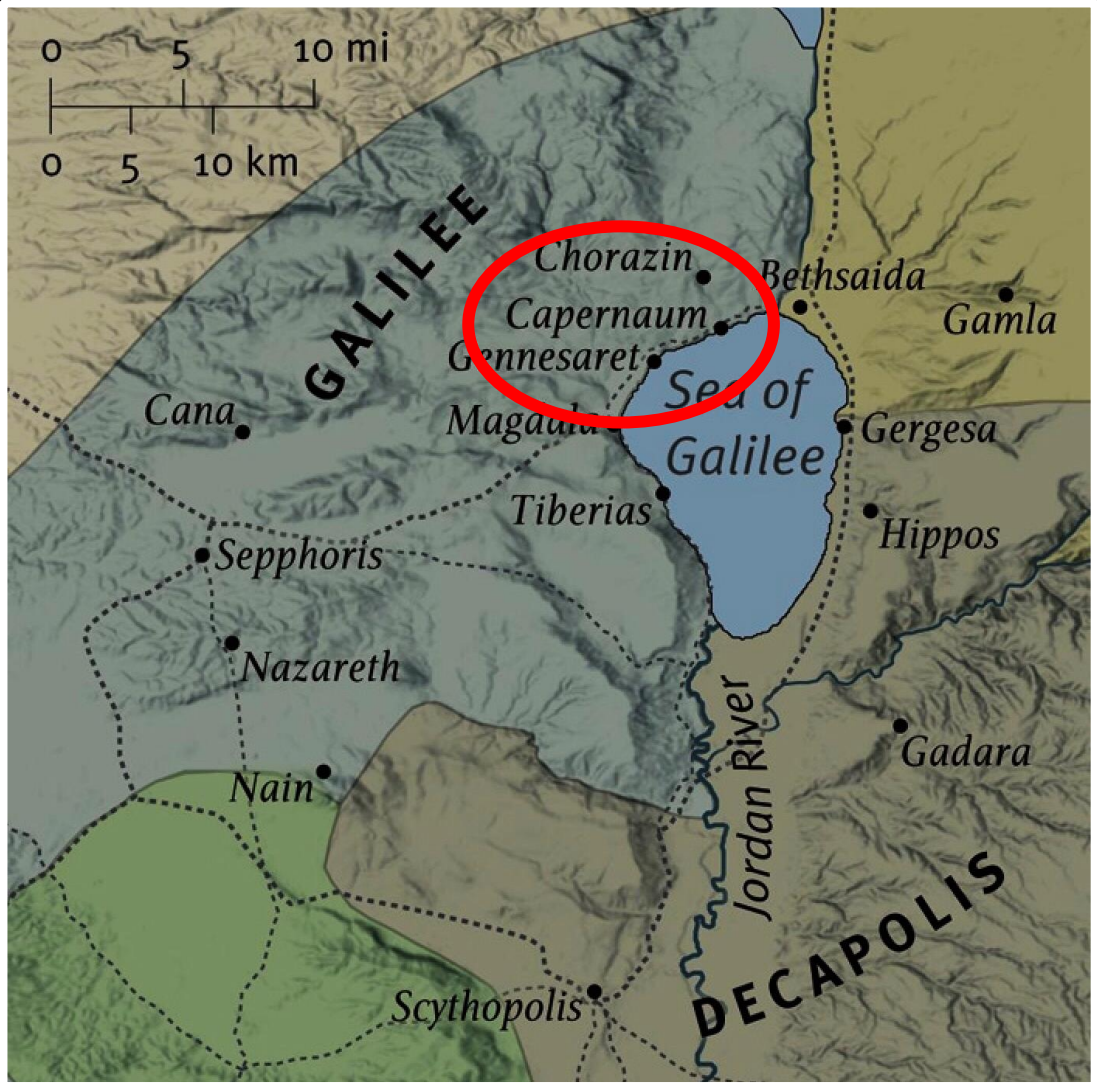 0 5 10 mi
0 5 10 km
GALILEE
Chorazin
Bethsaida
Capernaum
Gamla
Gennesaret
Sea of
Galilee
Cana
Magadla
Gergesa
Tiberias
Hippos
Sepphoris
Nazareth
Jordan River
Gadara
Nain
DECAPOLIS
Scythopolis